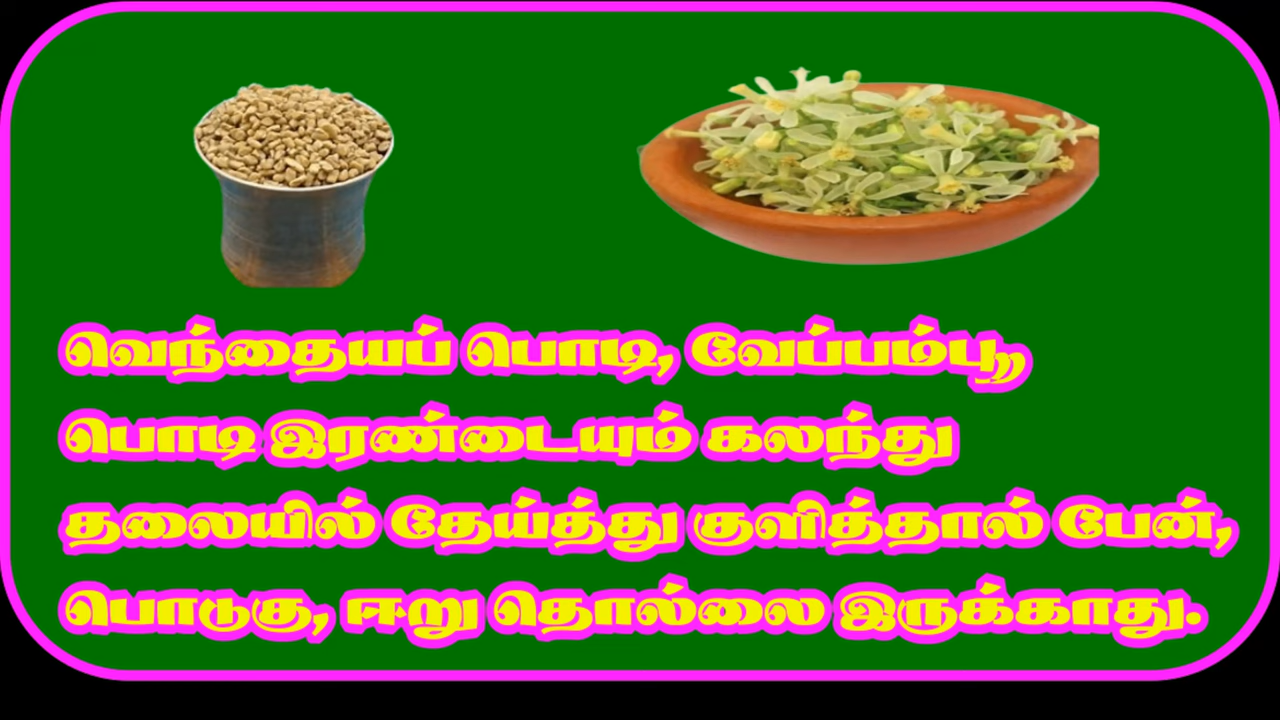 வெந்தையப் பொடி, வேப்பம்பூ,
பொடி இரண்டையும் கலந்து
தலையில் தேய்த்து குளித்தால் பேன்,
பொடுகு, ஈறு தொல்லை இருக்காது.